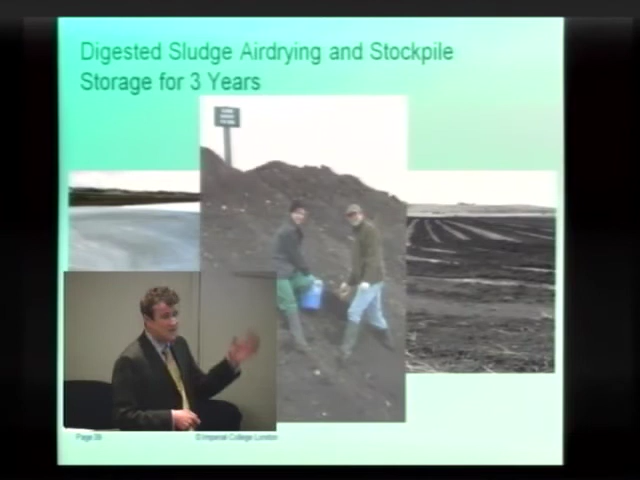 Digested Sludge Airdrying and Stockpile
Storage for 3 Years
© Imperial College London